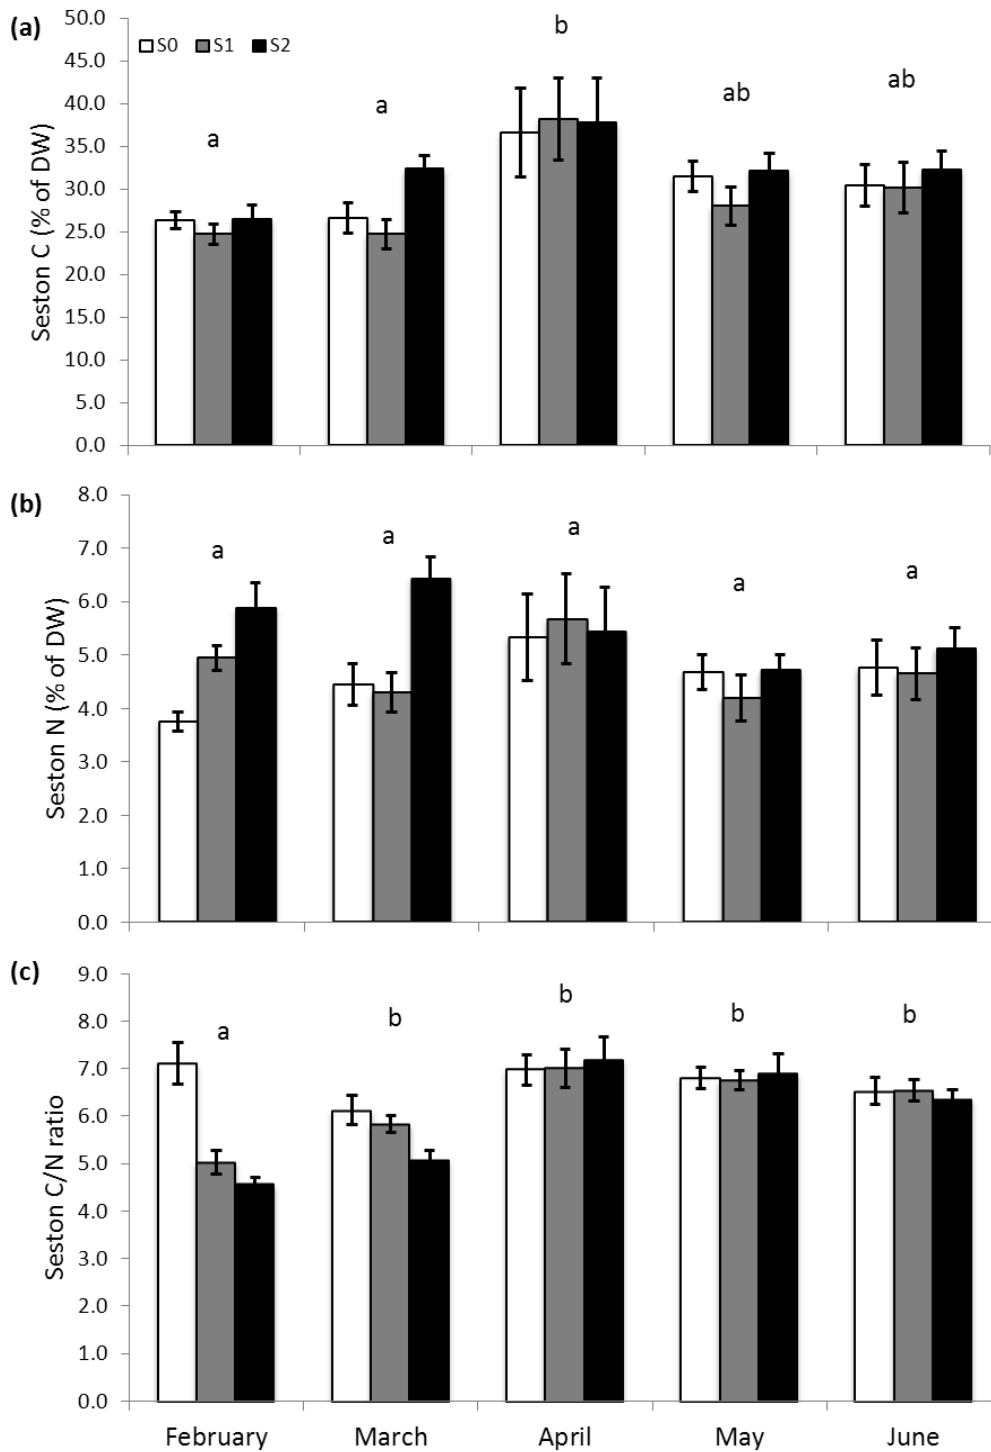 (a)
Seston C (% of DW)
50.0
45.0
40.0
35.0
30.0
25.0
20.0
15.0
10.0
5.0
0.0
S0 S1 S2
a
a
b
ab
ab
(b)
Seston N (% of DW)
8.0
7.0
6.0
5.0
4.0
3.0
2.0
1.0
0.0
a
a
a
a
a
(c)
Seston C/N ratio
9.0
8.0
7.0
6.0
5.0
4.0
3.0
2.0
1.0
0.0
a
b
b
b
b
February March April May June